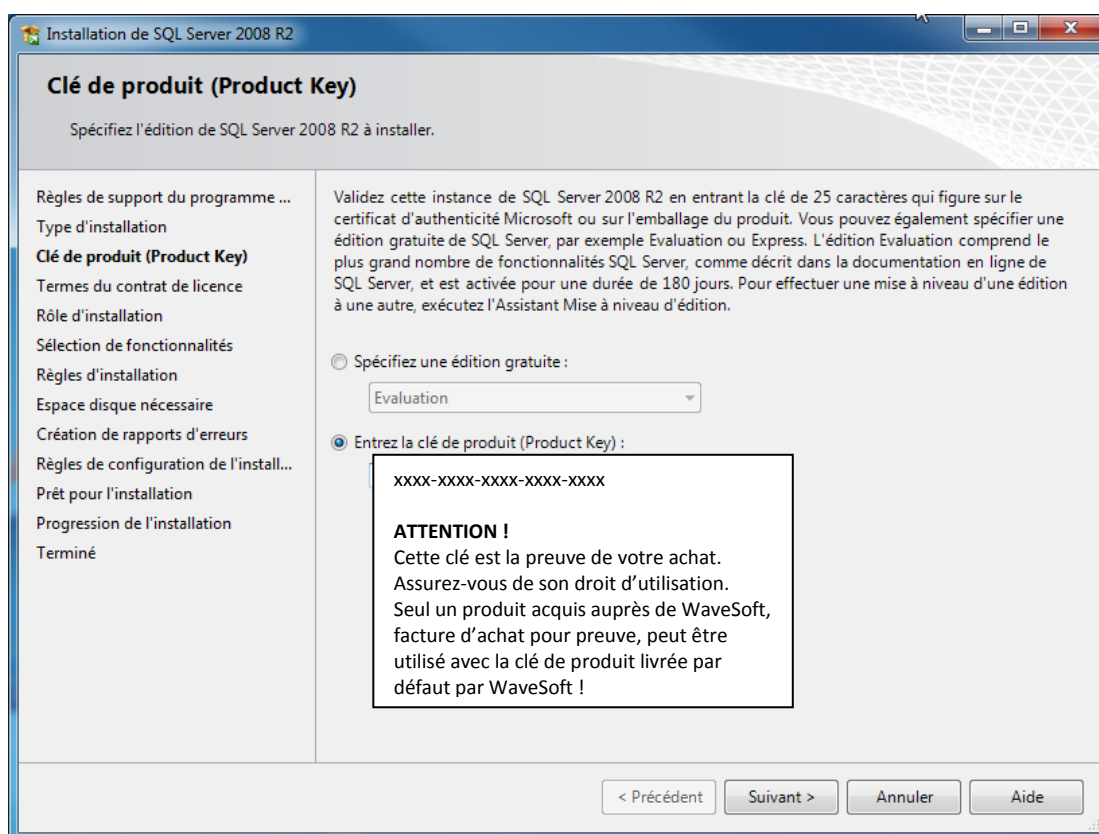 Installation de SQL Server 2008 R2
Clé de produit (Product Key)
Spécifiez l'édition de SQL Server 2008 R2 à installer.
Règles de support du programme ...
Type d'installation
Clé de produit (Product Key)
Termes du contrat de licence
Rôle d'installation
Sélection de fonctionnalités
Règles d'installation
Espace disque nécessaire
Création de rapports d'erreurs
Règles de configuration de l'install...
Prêt pour l'installation
Progression de l'installation
Terminé
Validez cette instance de SQL Server 2008 R2 en entrant la clé de 25 caractères qui figure sur le
certificat d'authenticité Microsoft ou sur l'emballage du produit. Vous pouvez également spécifier une
édition gratuite de SQL Server, par exemple Evaluation ou Express. L'édition Evaluation comprend le
plus grand nombre de fonctionnalités SQL Server, comme décrit dans la documentation en ligne de
SQL Server, et est activée pour une durée de 180 jours. Pour effectuer une mise à niveau d'une édition
à une autre, exécutez l'Assistant Mise à niveau d'édition.
Spécifiez une édition gratuite :
Evaluation
Entrez la clé de produit (Product Key) :
xxxx-xxxx-xxxx-xxxx-xxxx
ATTENTION !
Cette clé est la preuve de votre achat.
Assurez-vous de son droit d’utilisation.
Seul un produit acquis auprès de WaveSoft,
facture d’achat pour preuve, peut être
utilisé avec la clé de produit livrée par
défaut par WaveSoft !
< Précédent
Suivant >
Annuler
Aide